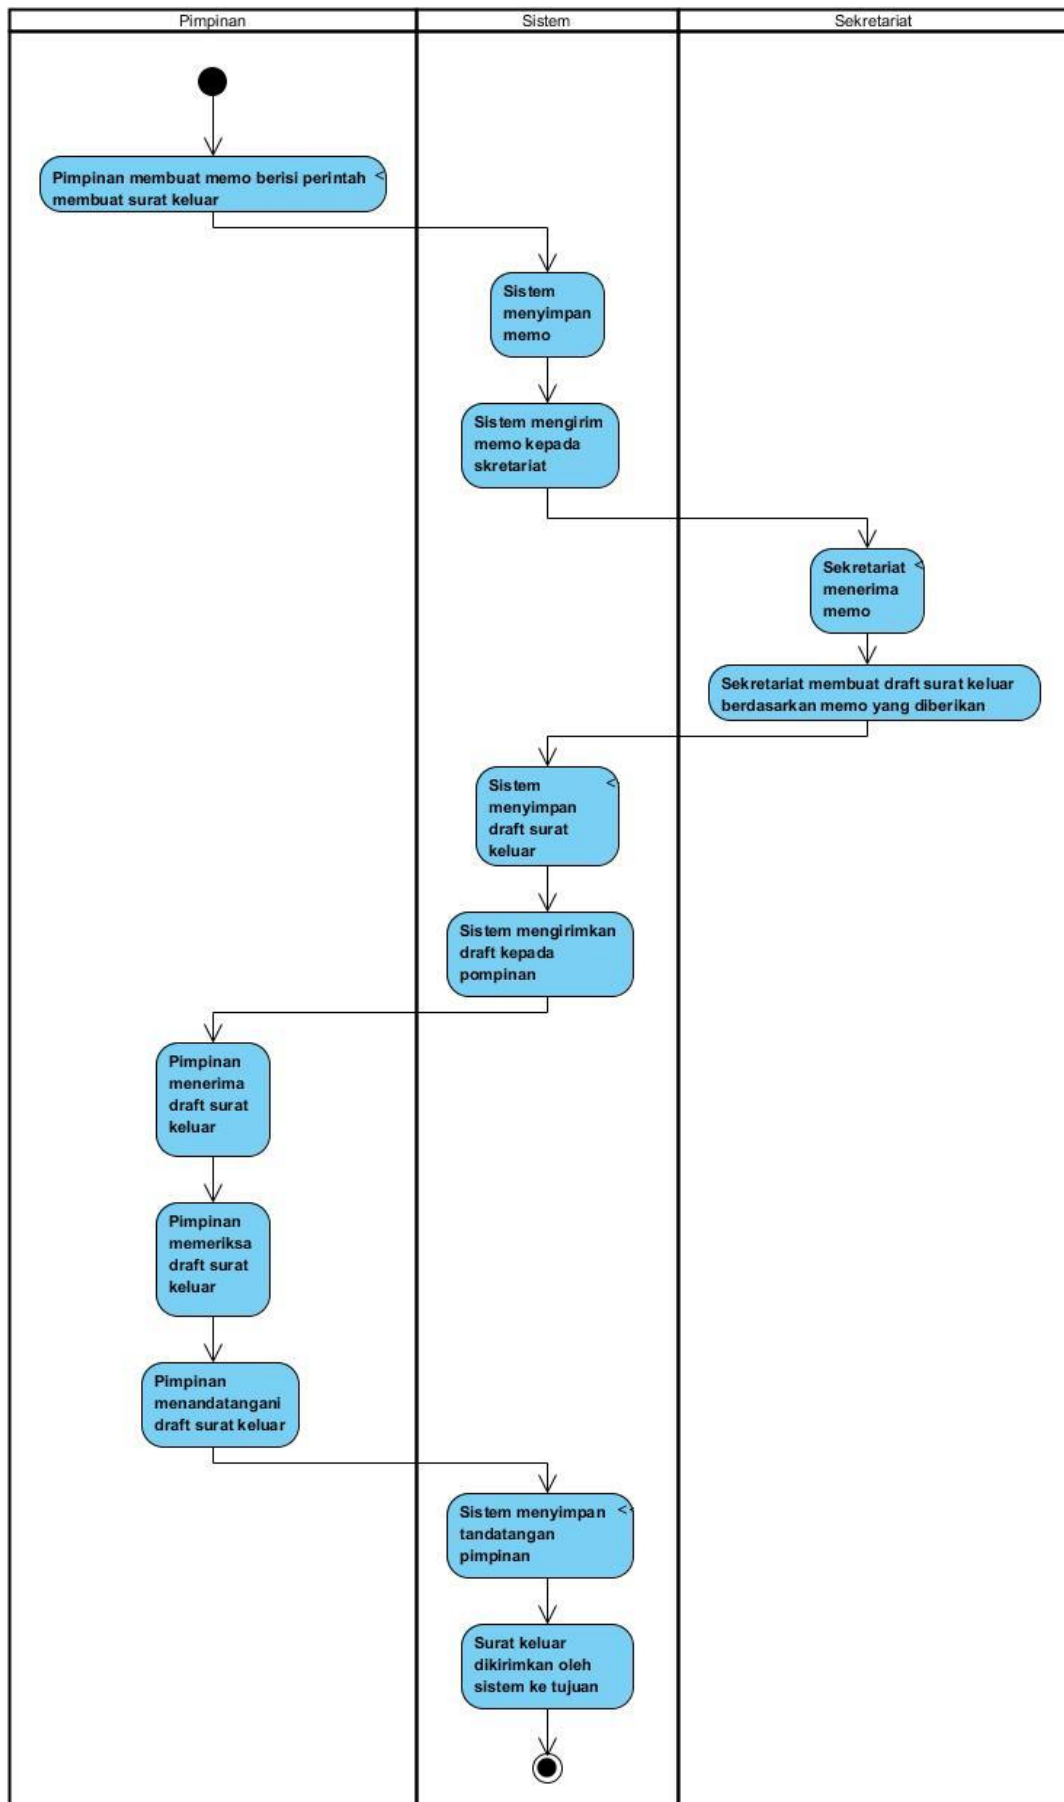 Pimpinan
Sistem
Sekretariat
Pimpinan membuat memo berisi perintah
membuat surat keluar
Sistem
menyimpan
memo
Sistem mengirim
memo kepada
skretariat
Sekretariat
menerima
memo
Sekretariat membuat draft surat keluar
berdasarkan memo yang diberikan
Sistem
menyimpan
draft surat
keluar
Sistem mengirimkan
draft kepada
pompinan
Pimpinan
menerima
draft surat
keluar
Pimpinan
memeriksa
draft surat
keluar
Pimpinan
menandatangani
draft surat keluar
Sistem menyimpan
tandatangan
pimpinan
Surat keluar
dikirimkan oleh
sistem ke tujuan